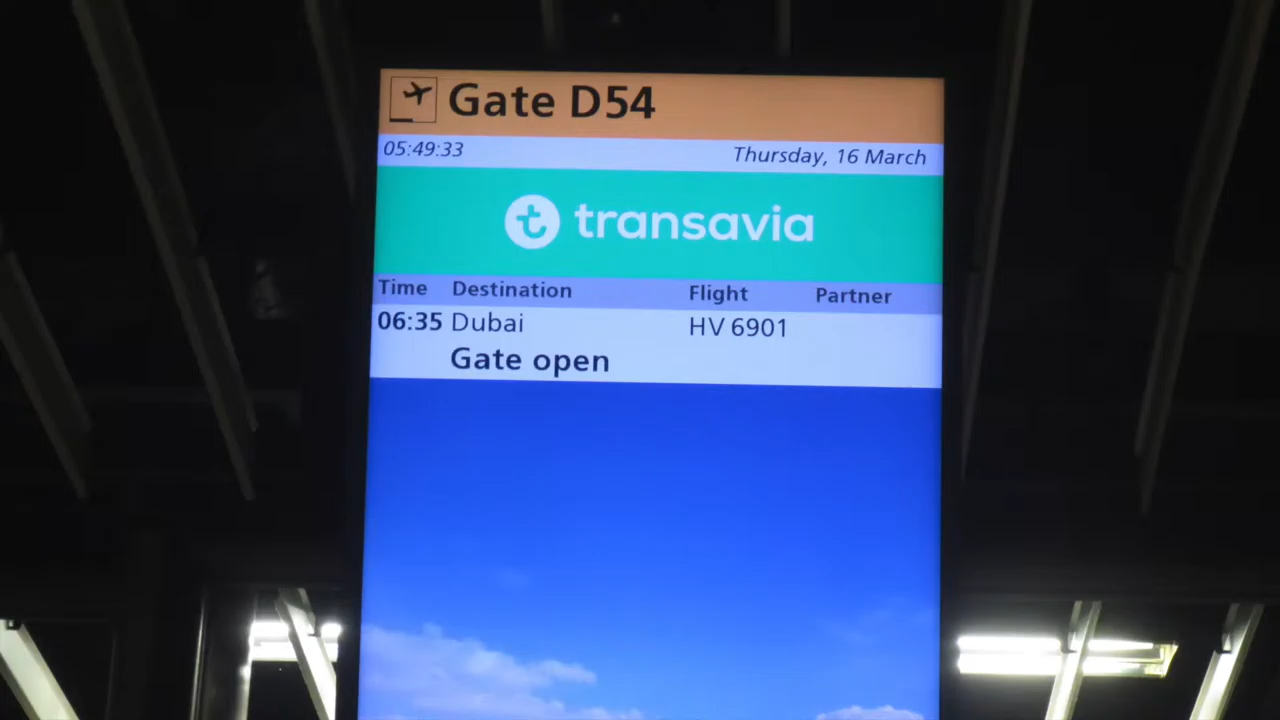 Gate D54
05:49:33 Thursday, 16 March
transavia
Time Destination Flight Partner
06:35 Dubai HV 6901
Gate open